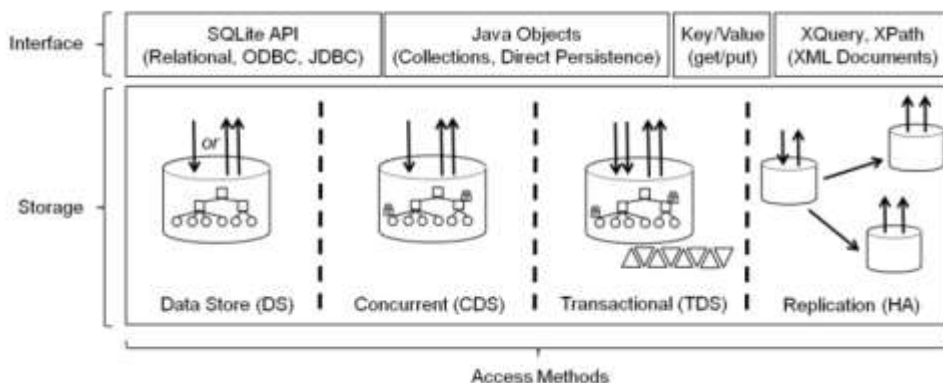 Interface
SQLite API
(Relational, ODBC, JDBC)
Java Objects
(Collections, Direct Persistence)
Key/Value
(get/put)
XQuery, XPath
(XML Documents)
Storage
or
Data Store (DS)
Concurrent (CDS)
Transactional (TDS)
Replication (HA)
Access Methods